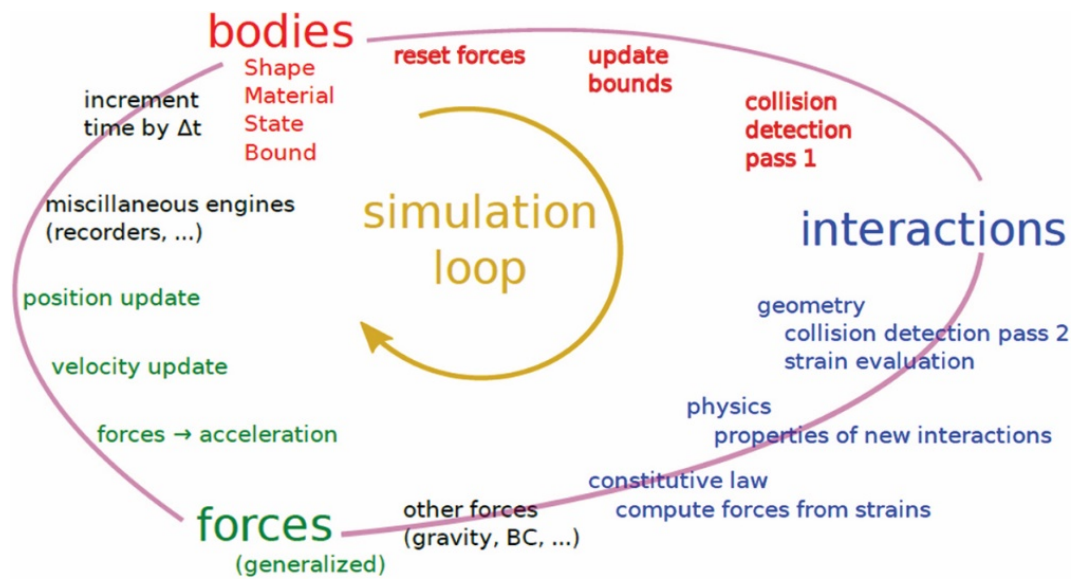 bodies
Shape
Material
State
Bound
reset forces
update
bounds
collision
detection
pass 1
increment
time by Δt
miscillaneous engines
(recorders, ...)
simulation
loop
interactions
position update
geometry
collision detection pass 2
strain evaluation
velocity update
physics
properties of new interactions
forces → acceleration
constitutive law
compute forces from strains
forces
(generalized)
other forces
(gravity, BC, ...)